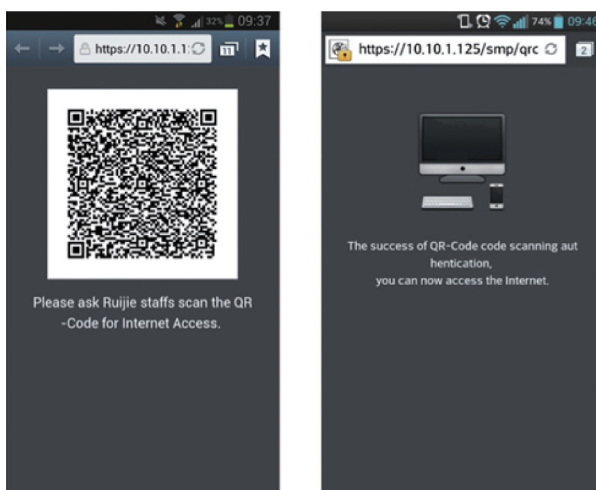 32% 09:37
https://10.10.1.1:
11
Please ask Ruijie staffs scan the QR
-Code for Internet Access.
74% 09:46
https://10.10.1.125/smp/qrc
2
The success of QR-Code code scanning aut
hentication,
you can now access the Internet.